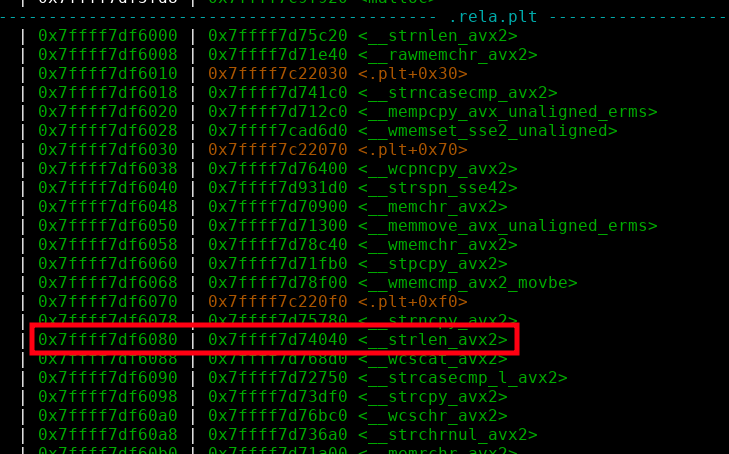 ----------------------------------------------- .rela.plt -------------------
| 0x7ffff7df6000 | 0x7ffff7d75c20 <__strnlen_avx2>
| 0x7ffff7df6008 | 0x7ffff7d71e40 <__rawmemchr_avx2>
| 0x7ffff7df6010 | 0x7ffff7c22030 <.plt+0x30>
| 0x7ffff7df6018 | 0x7ffff7d741c0 <__strncasecmp_avx2>
| 0x7ffff7df6020 | 0x7ffff7d712c0 <__mempcpy_avx_unaligned_erms>
| 0x7ffff7df6028 | 0x7ffff7cad6d0 <__wmemset_sse2_unaligned>
| 0x7ffff7df6030 | 0x7ffff7c22070 <.plt+0x70>
| 0x7ffff7df6038 | 0x7ffff7d76400 <__wcpncpy_avx2>
| 0x7ffff7df6040 | 0x7ffff7d931d0 <__strspn_sse42>
| 0x7ffff7df6048 | 0x7ffff7d70900 <__memchr_avx2>
| 0x7ffff7df6050 | 0x7ffff7d71300 <__memmove_avx_unaligned_erms>
| 0x7ffff7df6058 | 0x7ffff7d78c40 <__wmemchr_avx2>
| 0x7ffff7df6060 | 0x7ffff7d71fb0 <__stpcpy_avx2>
| 0x7ffff7df6068 | 0x7ffff7d78f00 <__wmemcmp_avx2_movbe>
| 0x7ffff7df6070 | 0x7ffff7c220f0 <.plt+0xf0>
| 0x7ffff7df6078 | 0x7ffff7d75780 <__strncpy_avx2>
| 0x7ffff7df6080 | 0x7ffff7d74040 <__strlen_avx2>
| 0x7ffff7df6088 | 0x7ffff7d768d0 <__wcscat_avx2>
| 0x7ffff7df6090 | 0x7ffff7d72750 <__strcasecmp_l_avx2>
| 0x7ffff7df6098 | 0x7ffff7d73df0 <__strcpy_avx2>
| 0x7ffff7df60a0 | 0x7ffff7d76bc0 <__wcschr_avx2>
| 0x7ffff7df60a8 | 0x7ffff7d736a0 <__strchrnul_avx2>
| 0x7ffff7df60b0 | 0x7ffff7d71a00 <__memrchr_avx2>